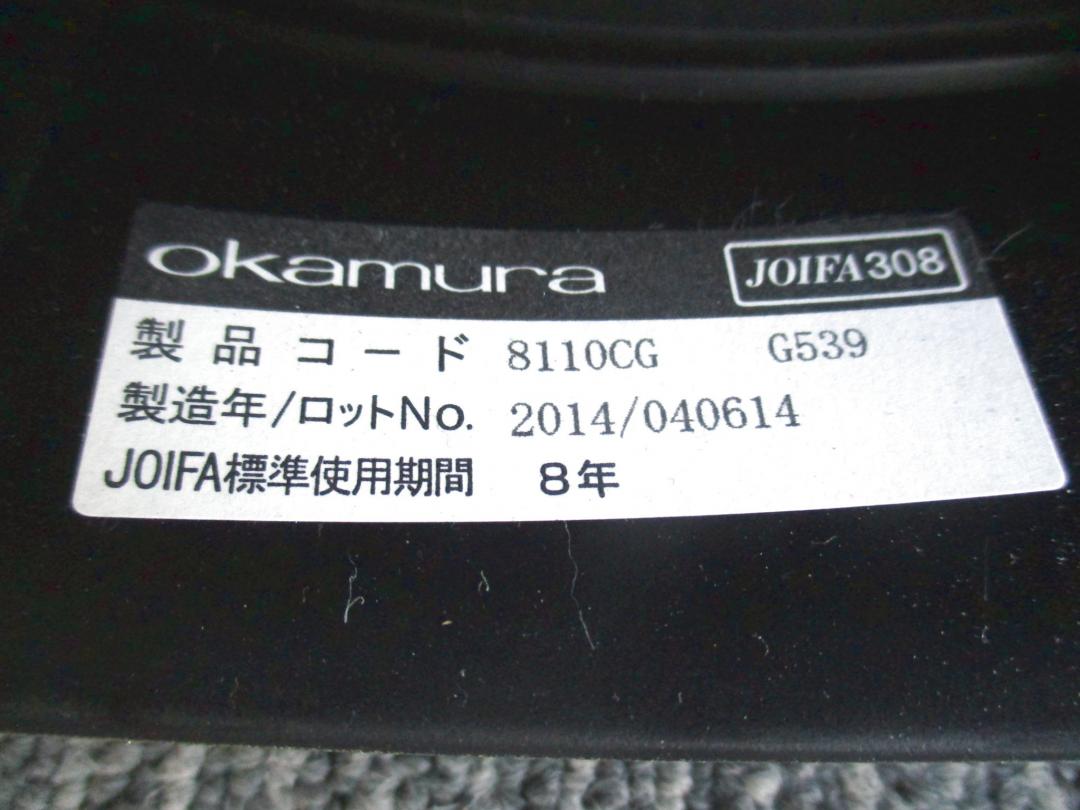 okamura JOIFA308
製品コード 8110CG G539
製造年/ロットNo. 2014/040614
JOIFA標準使用期間 8年